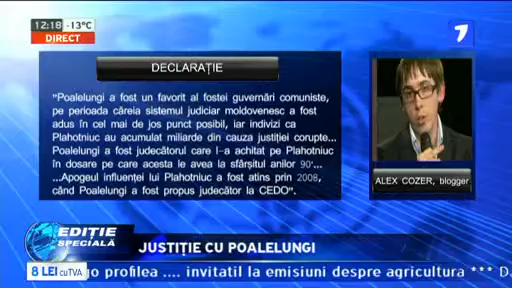 12:18 -13°C
DIRECT
7
DECLARAȚIE
"Poalelungi a fost un favorit al fostei guvernări comuniste,
pe perioada căreia sistemul judiciar moldovenesc a fost
adus în cel mai de jos punct posibil, iar indivizi ca
Plahotniuc au acumulat miliarde din cauza justiției corupte...
Poalelungi a fost judecătorul care l-a achitat pe Plahotniuc
în dosare pe care acesta le avea la sfârșitul anilor 90'...
...Apogeul influenței lui Plahotniuc a fost atins prin 2008,
când Poalelungi a fost propus judecător la CEDO".
ALEX COZER, blogger
EDIȚIE
SPECIALĂ
JUSTIȚIE CU POALELUNGI
8 LEI cu TVA go profilea .... invitatii la emisiuni despre agricultura *** D.